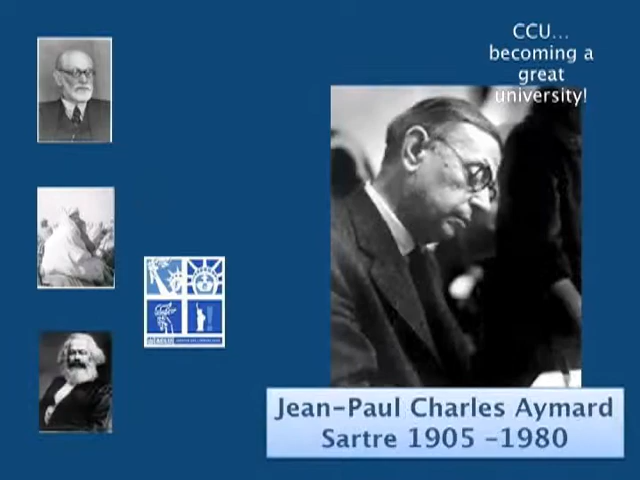 CCU...
becoming a
great
university!
Jean-Paul Charles Aymard
Sartre 1905 -1980